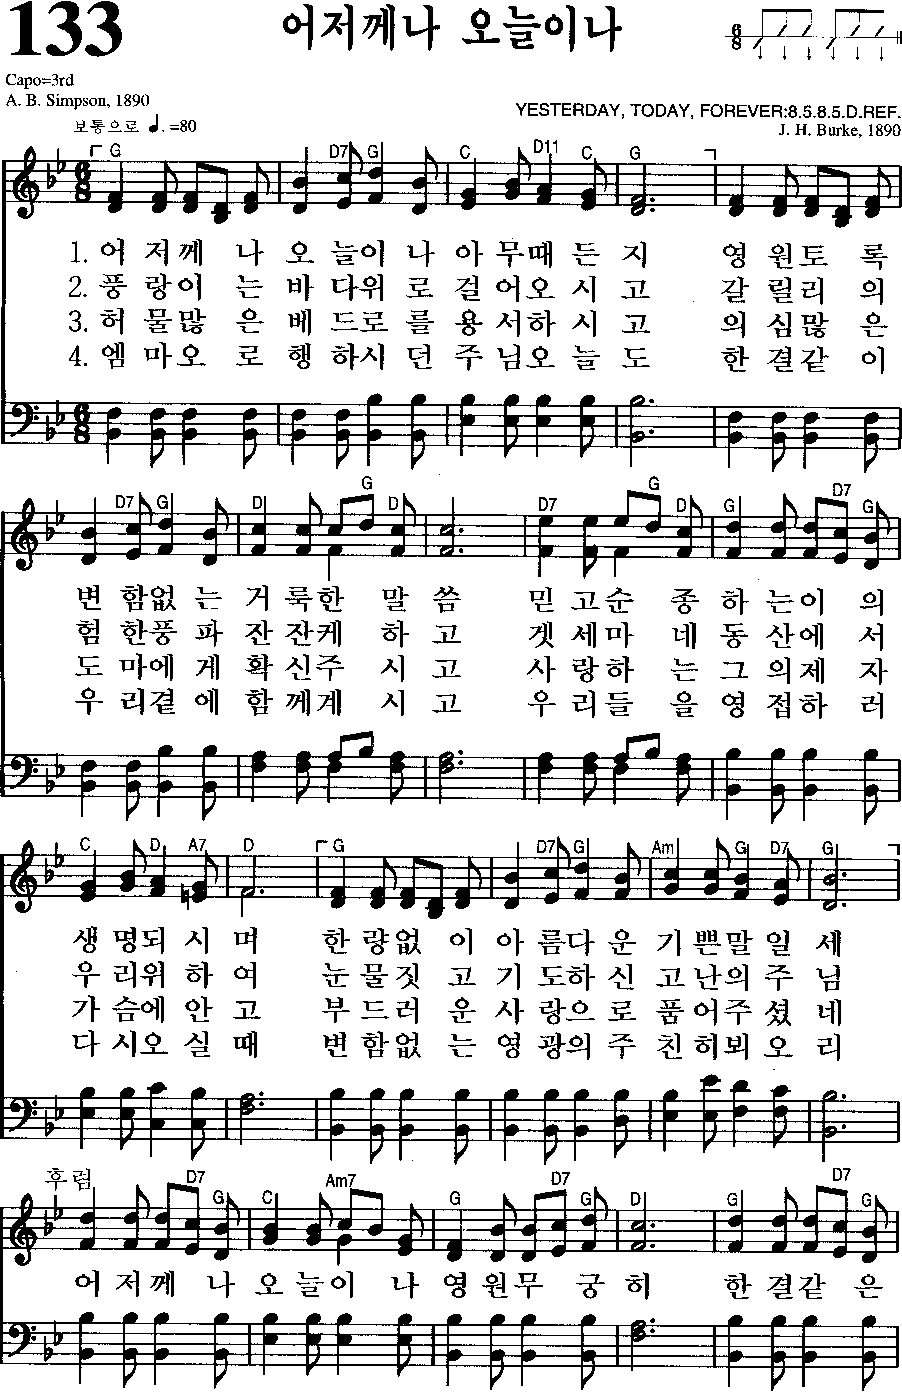 133
어저께나 오늘이나
6
8
Capo=3rd
A. B. Simpson, 1890
YESTERDAY, TODAY, FOREVER:8.5.8.5.D.REF.
J. H. Burke, 1890
보통으로 ♩.=80
G D7 G C D11 C G
1. 어 저께 나 오 늘이 나 아 무때 든 지 영 원토 록
2. 풍 랑이 는 바 다위 로 걸 어오 시 고 갈 릴리 의
3. 허 물많 은 베 드로 를 용 서하 시 고 의 심많 은
4. 엠 마오 로 행 하시 던 주 님오 늘 도 한 결같 이
D7 G D G D D7 G D G D7 G
변 함없 는 거 룩한 말 씀 믿 고순 종 하 는이 의
험 한풍 파 잔 잔케 하 고 겟 세마 네 동 산에 서
도 마에 게 확 신주 시 고 사 랑하 는 그 의제 자
우 리곁 에 함 께계 시 고 우 리들 을 영 접하 러
C D A7 D G D7 G Am G D7 G
생 명되 시 며 한 량없 이 아 름다 운 기 쁜말 일 세
우 리위 하 여 눈 물짓 고 기 도하 신 고 난의 주 님
가 슴에 안 고 부 드러 운 사 랑으 로 품 어주 셨 네
다 시오 실 때 변 함없 는 영 광의 주 친 히뵈 오 리
후렴
D7 G C Am7 G D7 G D G D7 G
어 저께 나 오 늘이 나 영 원무 궁 히 한 결같 은